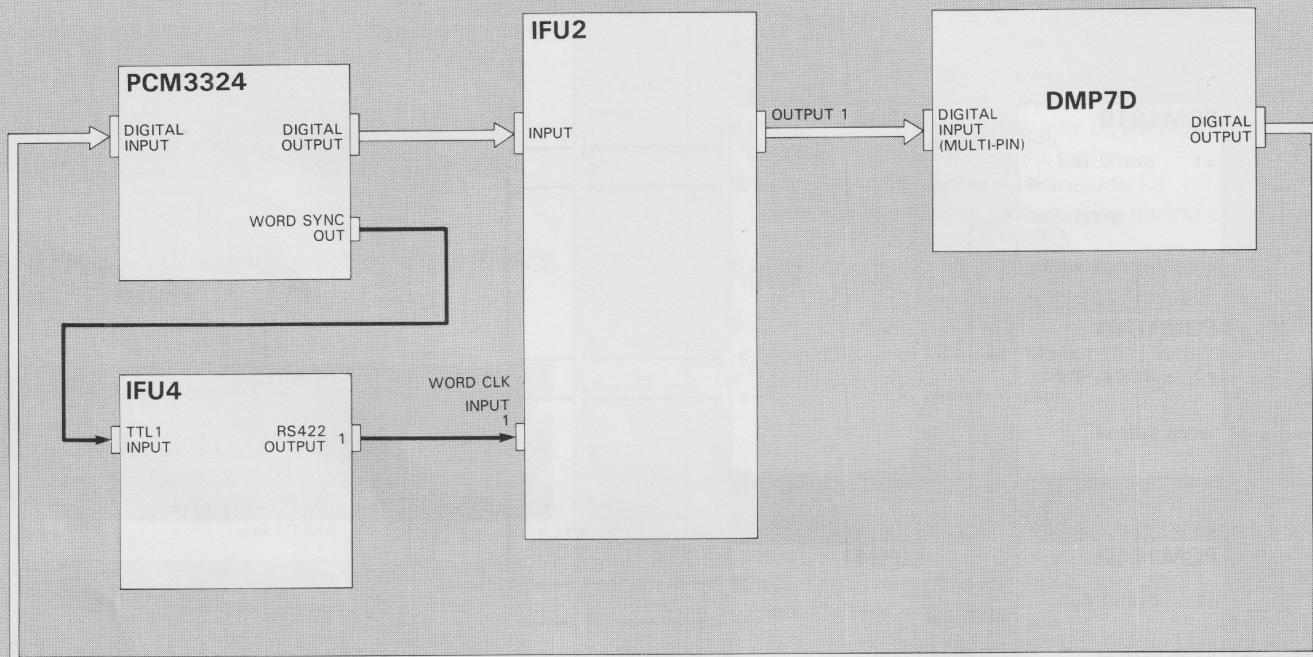 PCM3324
DIGITAL
INPUT
DIGITAL
OUTPUT
WORD SYNC
OUT
IFU4
TTL1
INPUT
RS422
OUTPUT 1
IFU2
INPUT
WORD CLK
INPUT
1
OUTPUT 1
DMP7D
DIGITAL
INPUT
(MULTI-PIN)
DIGITAL
OUTPUT